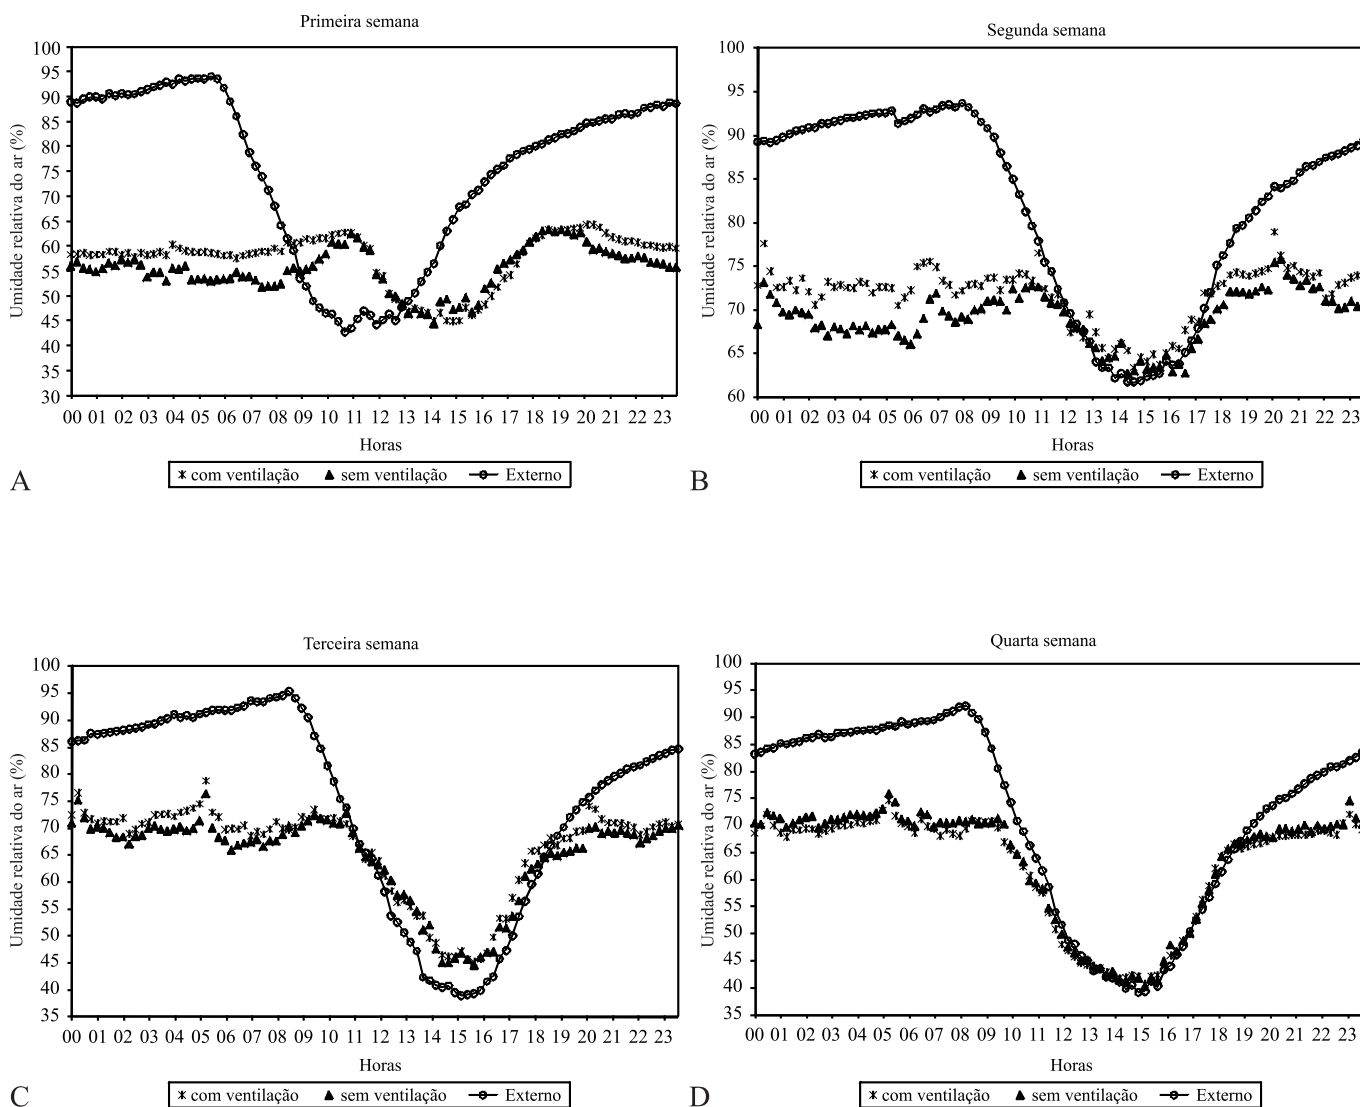 Primeira semana
Umidade relativa do ar (%)
100
95
90
85
80
75
70
65
60
55
50
45
40
35
30
00 01 02 03 04 05 06 07 08 09 10 11 12 13 14 15 16 17 18 19 20 21 22 23
Horas
com ventilação sem ventilação Externo
A
Segunda semana
Umidade relativa do ar (%)
100
95
90
85
80
75
70
65
60
00 01 02 03 04 05 06 07 08 09 10 11 12 13 14 15 16 17 18 19 20 21 22 23
Horas
com ventilação sem ventilação Externo
B
Terceira semana
Umidade relativa do ar (%)
100
95
90
85
80
75
70
65
60
55
50
45
40
35
00 01 02 03 04 05 06 07 08 09 10 11 12 13 14 15 16 17 18 19 20 21 22 23
Horas
com ventilação sem ventilação Externo
C
Quarta semana
Umidade relativa do ar (%)
100
95
90
85
80
75
70
65
60
55
50
45
40
35
00 01 02 03 04 05 06 07 08 09 10 11 12 13 14 15 16 17 18 19 20 21 22 23
Horas
com ventilação sem ventilação Externo
D